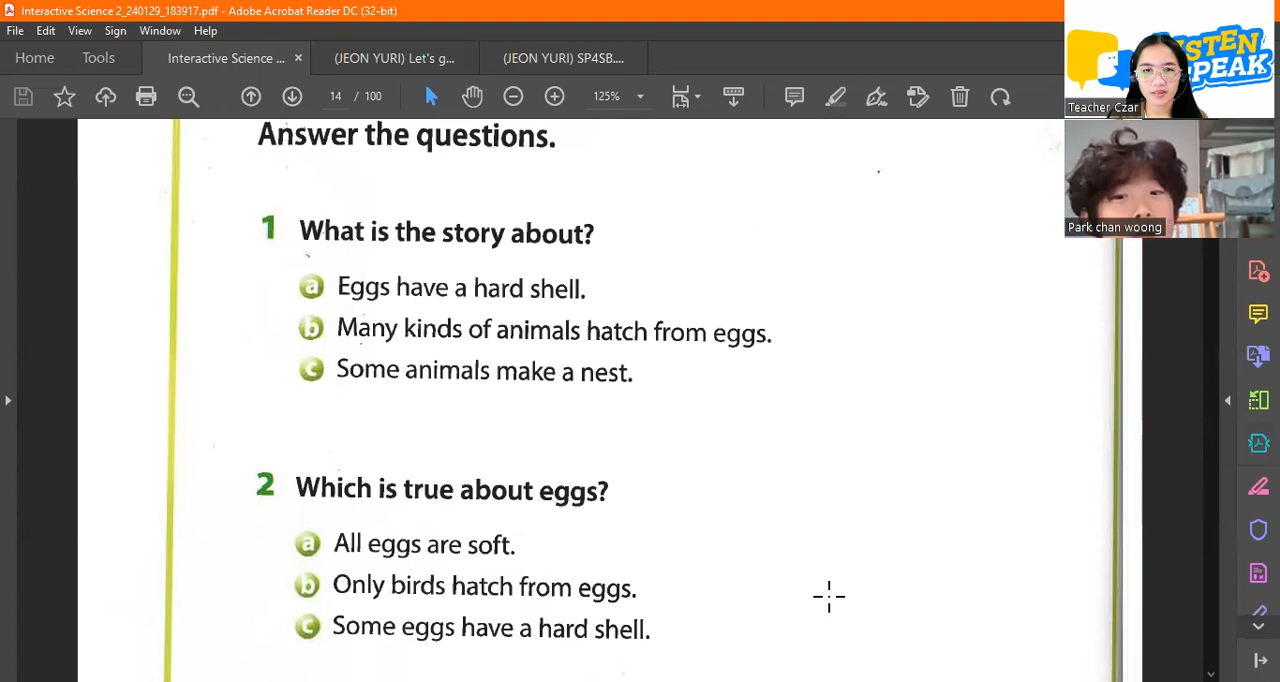 Interactive Science 2_240129_183917.pdf - Adobe Acrobat Reader DC (32-bit)
File Edit View Sign Window Help
Home Tools Interactive Science ... × (JEON YURI) Let's g... (JEON YURI) SP4SB....
14 / 100 125%
PEAK
Teacher Czar
Park chan woong
Answer the questions.
1 What is the story about?
a Eggs have a hard shell.
b Many kinds of animals hatch from eggs.
c Some animals make a nest.
2 Which is true about eggs?
a All eggs are soft.
b Only birds hatch from eggs.
c Some eggs have a hard shell.